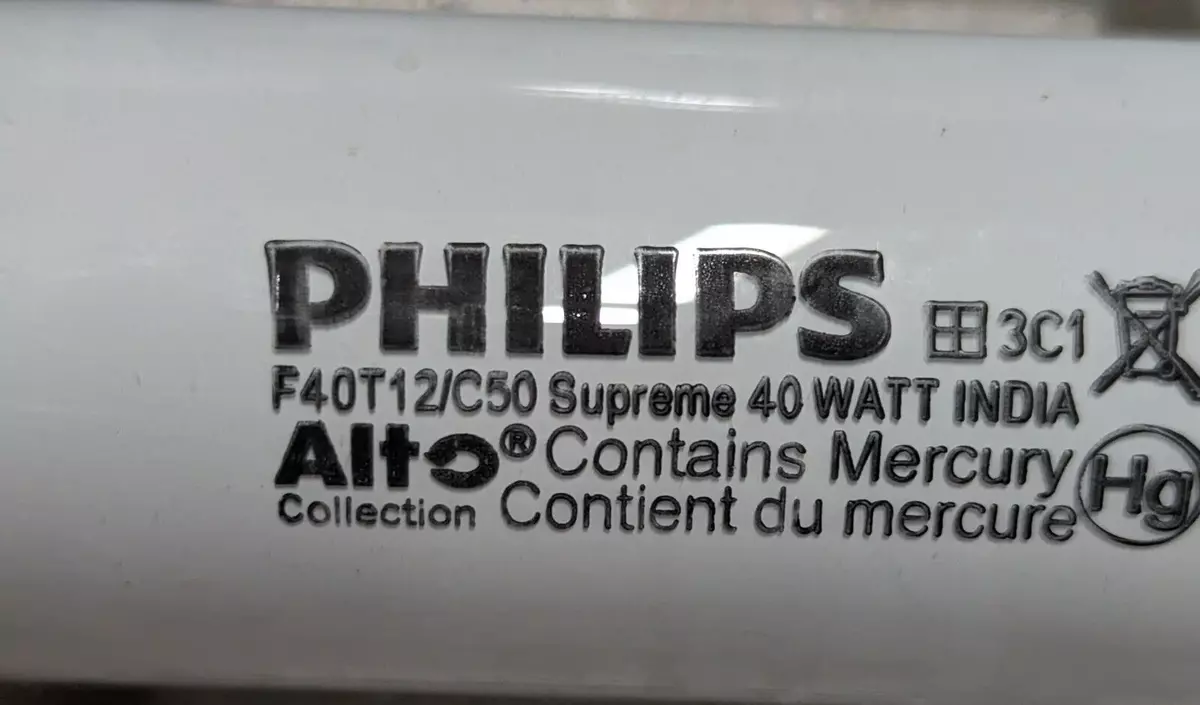 PHILIPS
3C1
F40T12/C50 Supreme 40 WATT INDIA
Alto® Contains Mercury
Collection Contient du mercure
Hg